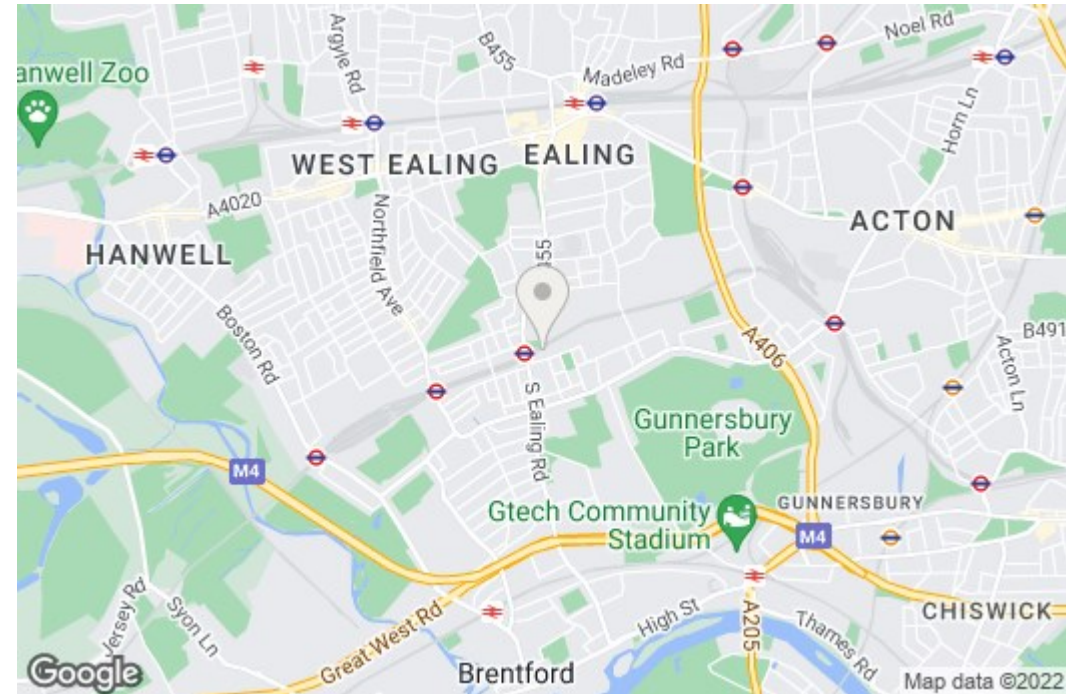 Noel Rd
Argyle Rd
B455
Madeley Rd
anwell Zoo
Horn Ln
EALING
WEST EALING
A4020
ACTON
Northfield Ave
HANWELL
455
Boston Rd
B491
A406
Acton Ln
S Ealing Rd
Gunnersbury
Park
M4
GUNNERSBURY
Gtech Community
Stadium
M4
Jersey Rd
Syon Ln
Great West Rd
High St
A205
Thames Rd
CHISWICK
Brentford
Google
Map data ©2022